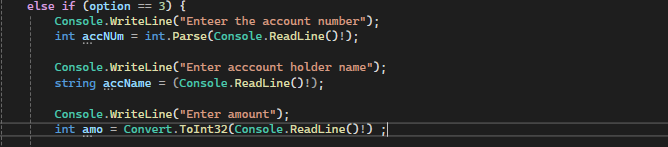 else if (option == 3) {
Console.WriteLine("Enteer the account number");
int accNUm = int.Parse(Console.ReadLine()!);
Console.WriteLine("Enter acccount holder name");
string accName = (Console.ReadLine()!);
Console.WriteLine("Enter amount");
int amo = Convert.ToInt32(Console.ReadLine()!) ;